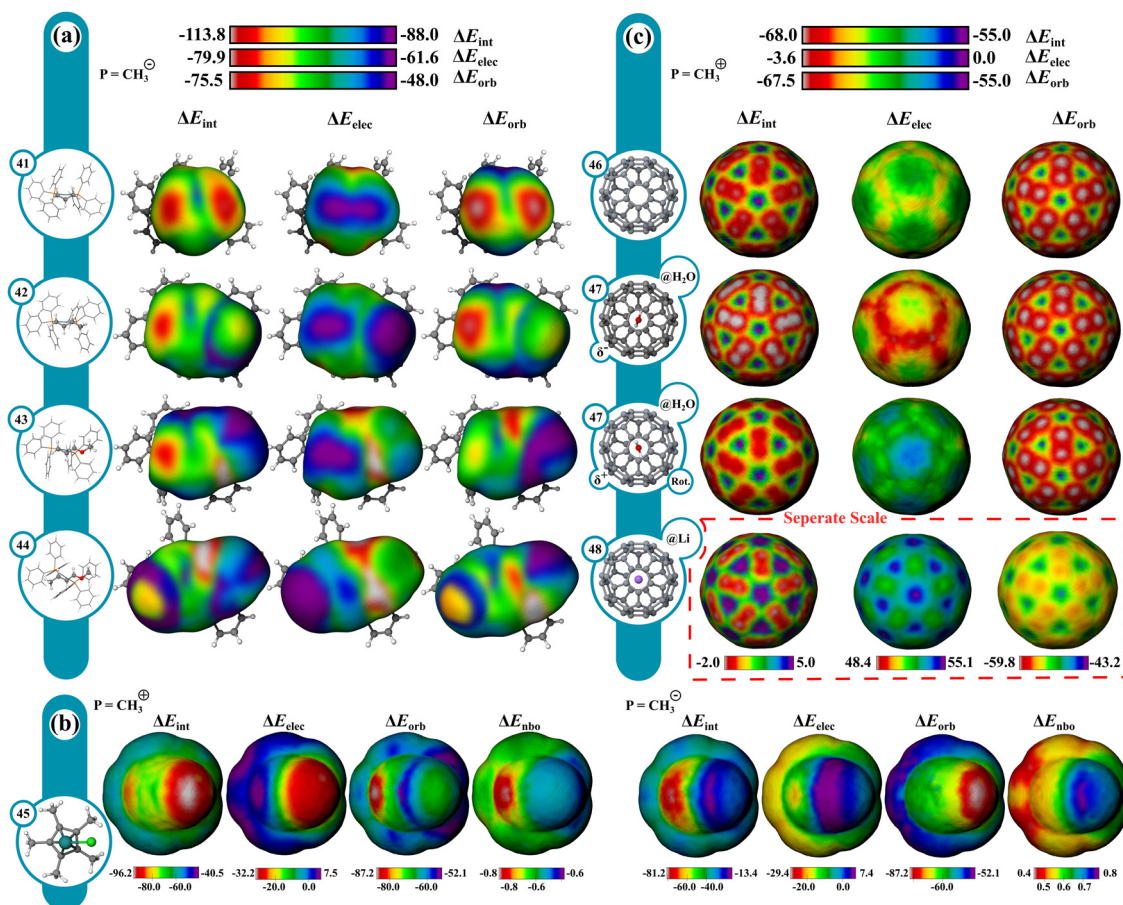 (a)
-113.8 -88.0 ΔEint
-79.9 -61.6 ΔEelec
-75.5 -48.0 ΔEorb
P = CH3⊖
ΔEint ΔEelec ΔEorb
41
42
43
44
(c)
-68.0 -55.0 ΔEint
-3.6 0.0 ΔEelec
-67.5 -55.0 ΔEorb
P = CH3⊕
ΔEint ΔEelec ΔEorb
46
47 @H2O
δ-
47 @H2O
δ+ Rot.
Seperate Scale
48 @Li
-2.0 5.0 48.4 55.1 -59.8 -43.2
(b)
P = CH3⊕
ΔEint ΔEelec ΔEorb ΔEnbo
45
-96.2 -40.5 -32.2 7.5 -87.2 -52.1 -0.8 -0.6
-80.0 -60.0 -20.0 0.0 -80.0 -60.0 -0.8 -0.6
P = CH3⊖
ΔEint ΔEelec ΔEorb ΔEnbo
-81.2 -13.4 -29.4 7.4 -87.2 -52.1 0.4 0.8
-60.0 -40.0 -20.0 0.0 -60.0 0.5 0.6 0.7